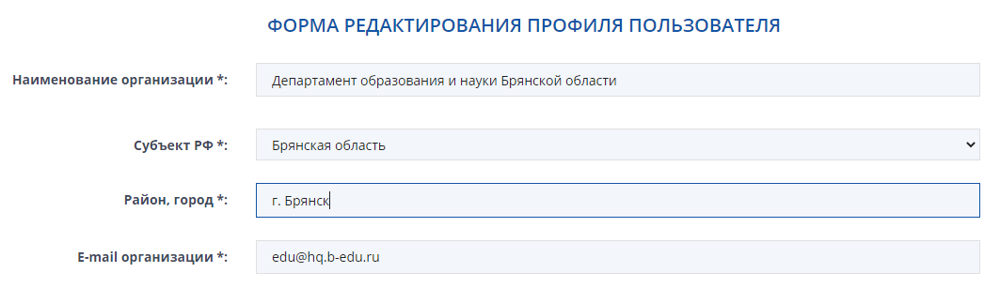 ФОРМА РЕДАКТИРОВАНИЯ ПРОФИЛЯ ПОЛЬЗОВАТЕЛЯ
Наименование организации *: Департамент образования и науки Брянской области
Субъект РФ *: Брянская область
Район, город *: г. Брянск
E-mail организации *: edu@hq.b-edu.ru